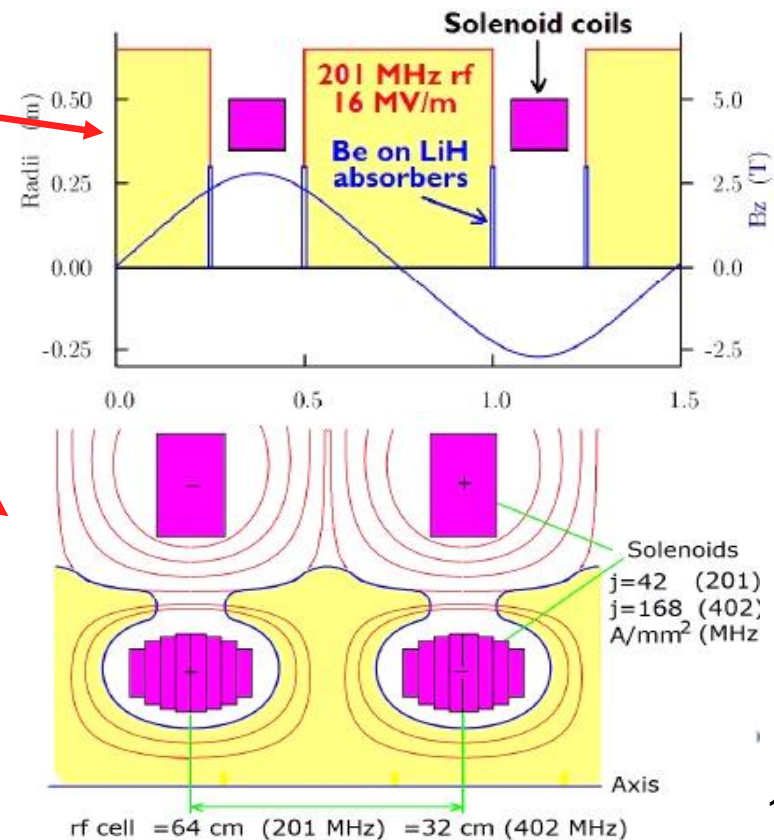 Solenoid coils
201 MHz rf
16 MV/m
Be on LiH
absorbers
Radii (m)
0.50
0.25
0.00
-0.25
5.0
2.5
0.0
-2.5
Bz (T)
0.0 0.5 1.0 1.5
− +
Solenoids
j=42 (201)
j=168 (402)
A/mm² (MHz
+ −
Axis
rf cell =64 cm (201 MHz) =32 cm (402 MHz)